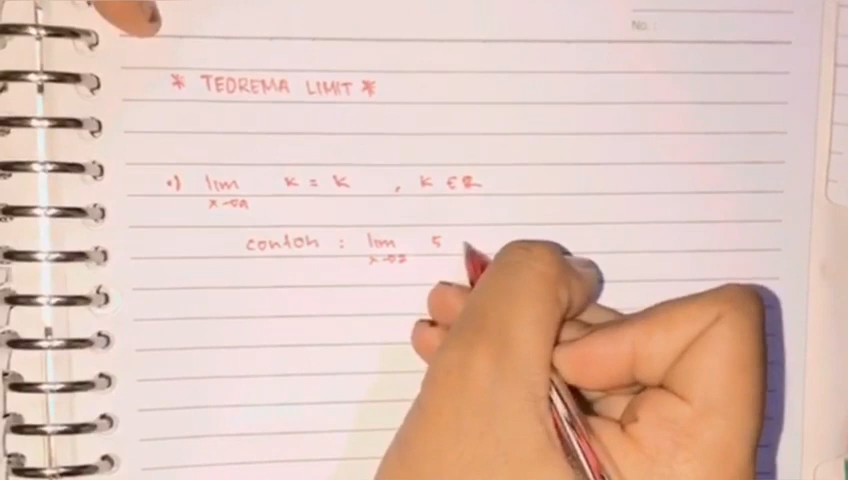 No :
* TEOREMA LIMIT *
•) lim K = K , K ∈ R
x→a
contoh : lim 5
x→2